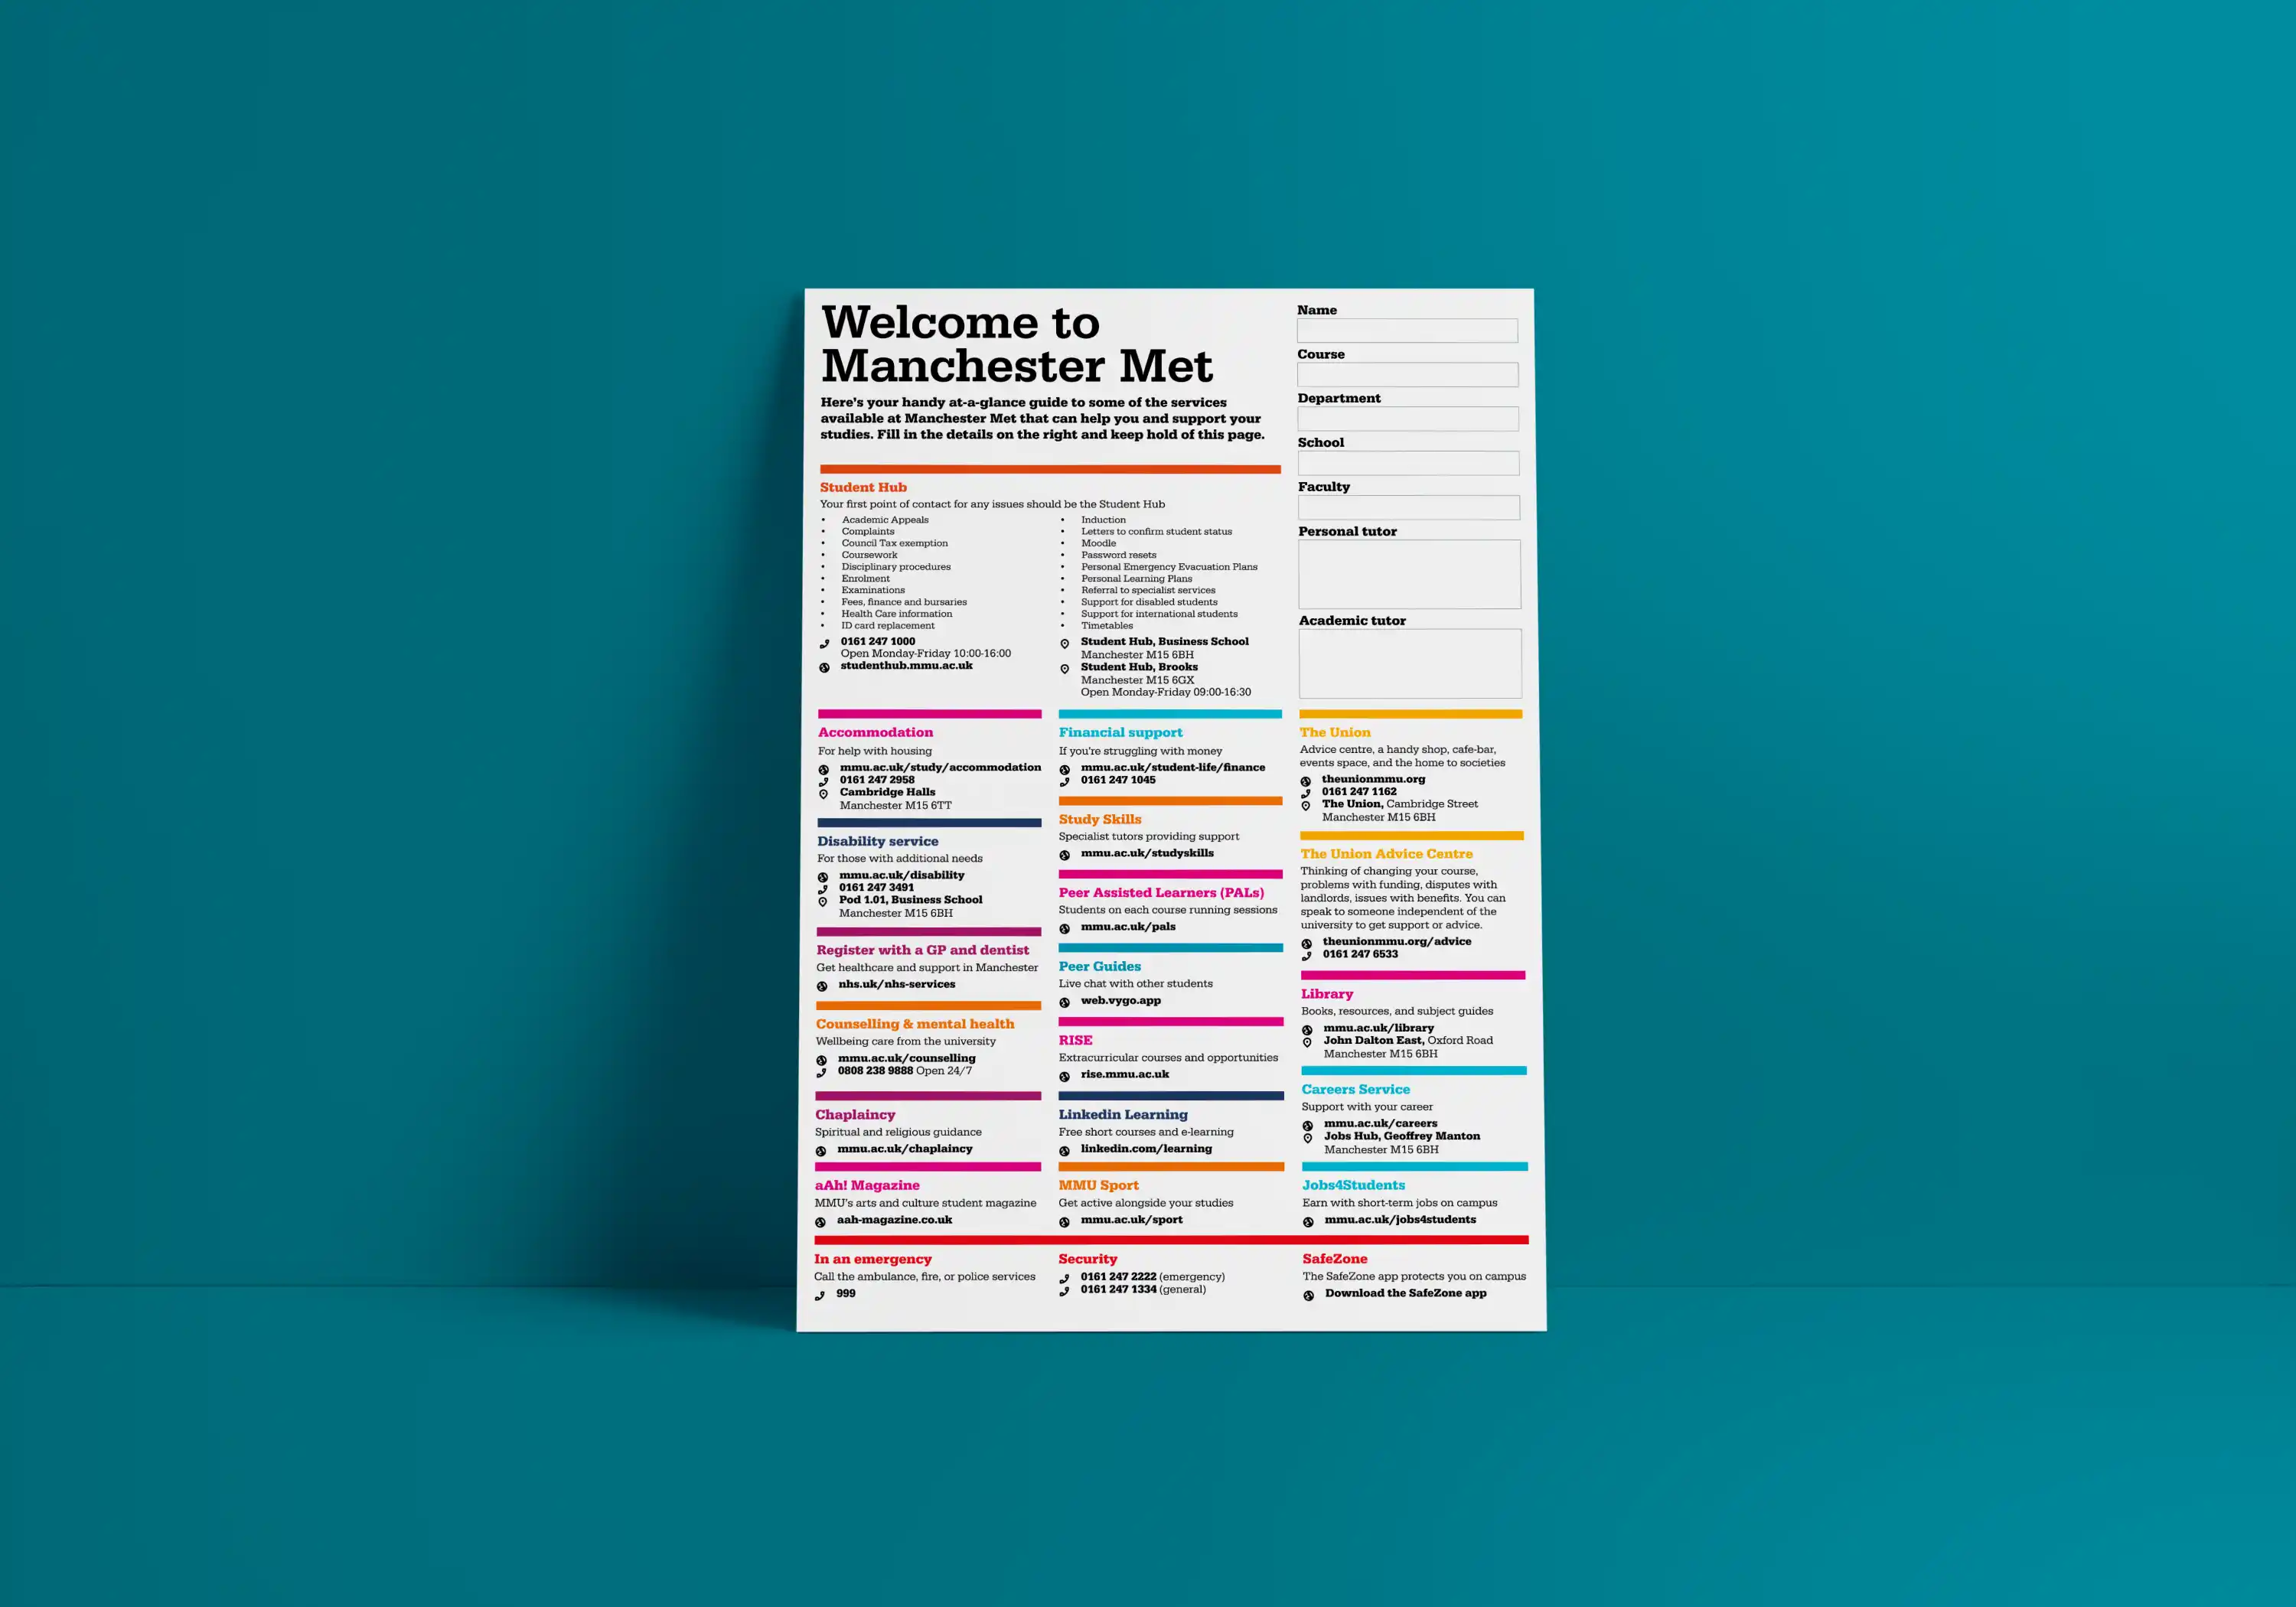 Welcome to
Manchester Met
Here's your handy at-a-glance guide to some of the services
available at Manchester Met that can help you and support your
studies. Fill in the details on the right and keep hold of this page.
Name
Course
Department
School
Faculty
Personal tutor
Academic tutor
Student Hub
Your first point of contact for any issues should be the Student Hub
• Academic Appeals
• Complaints
• Council Tax exemption
• Coursework
• Disciplinary procedures
• Enrolment
• Examinations
• Fees, finance and bursaries
• Health Care information
• ID card replacement
0161 247 1000
Open Monday-Friday 10:00-16:00
studenthub.mmu.ac.uk
• Induction
• Letters to confirm student status
• Moodle
• Password resets
• Personal Emergency Evacuation Plans
• Personal Learning Plans
• Referral to specialist services
• Support for disabled students
• Support for international students
• Timetables
Student Hub, Business School
Manchester M15 6BH
Student Hub, Brooks
Manchester M15 6GX
Open Monday-Friday 09:00-16:30
Accommodation
For help with housing
mmu.ac.uk/study/accommodation
0161 247 2958
Cambridge Halls
Manchester M15 6TT
Disability service
For those with additional needs
mmu.ac.uk/disability
0161 247 3491
Pod 1.01, Business School
Manchester M15 6BH
Register with a GP and dentist
Get healthcare and support in Manchester
nhs.uk/nhs-services
Counselling & mental health
Wellbeing care from the university
mmu.ac.uk/counselling
0808 238 9888 Open 24/7
Chaplaincy
Spiritual and religious guidance
mmu.ac.uk/chaplaincy
aAh! Magazine
MMU's arts and culture student magazine
aah-magazine.co.uk
Financial support
If you're struggling with money
mmu.ac.uk/student-life/finance
0161 247 1045
Study Skills
Specialist tutors providing support
mmu.ac.uk/studyskills
Peer Assisted Learners (PALs)
Students on each course running sessions
mmu.ac.uk/pals
Peer Guides
Live chat with other students
web.vygo.app
RISE
Extracurricular courses and opportunities
rise.mmu.ac.uk
Linkedin Learning
Free short courses and e-learning
linkedin.com/learning
MMU Sport
Get active alongside your studies
mmu.ac.uk/sport
The Union
Advice centre, a handy shop, cafe-bar,
events space, and the home to societies
theunionmmu.org
0161 247 1162
The Union, Cambridge Street
Manchester M15 6BH
The Union Advice Centre
Thinking of changing your course,
problems with funding, disputes with
landlords, issues with benefits. You can
speak to someone independent of the
university to get support or advice.
theunionmmu.org/advice
0161 247 6533
Library
Books, resources, and subject guides
mmu.ac.uk/library
John Dalton East, Oxford Road
Manchester M15 6BH
Careers Service
Support with your career
mmu.ac.uk/careers
Jobs Hub, Geoffrey Manton
Manchester M15 6BH
Jobs4Students
Earn with short-term jobs on campus
mmu.ac.uk/jobs4students
In an emergency
Call the ambulance, fire, or police services
999
Security
0161 247 2222 (emergency)
0161 247 1334 (general)
SafeZone
The SafeZone app protects you on campus
Download the SafeZone app